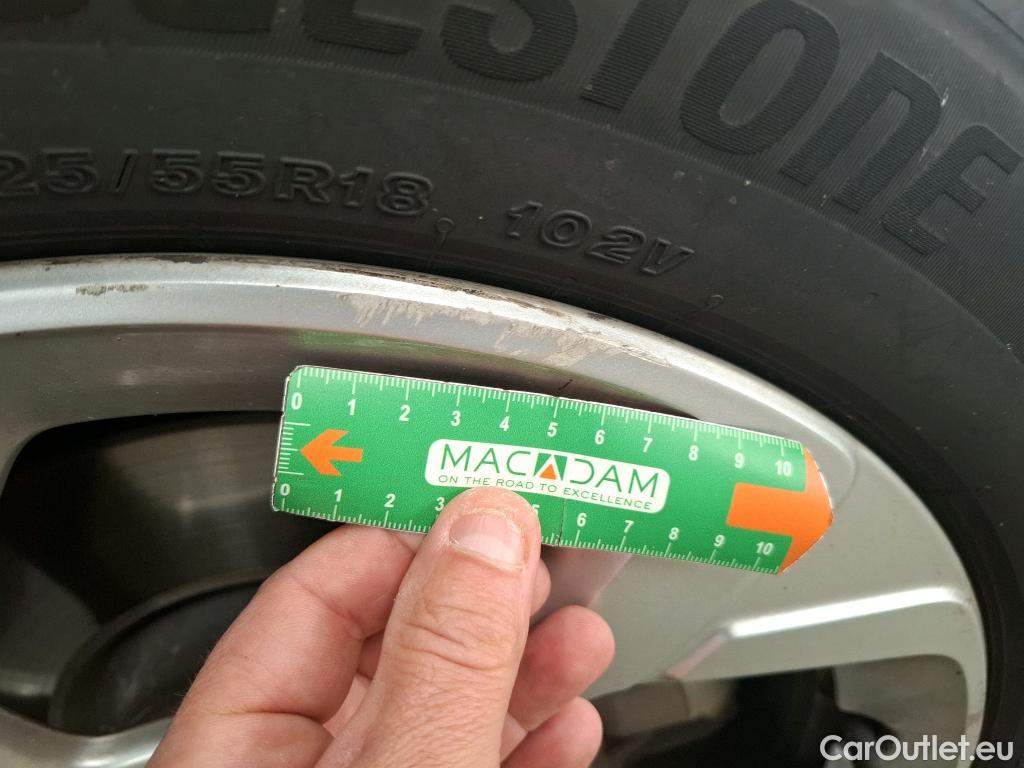 ESIONE
25/55R18 102V
0 1 2 3 4 5 6 7 8 9 10
MACADAM
ON THE ROAD TO EXCELLENCE
0 1 2 3 5 6 7 8 9 10
CarOutlet.eu